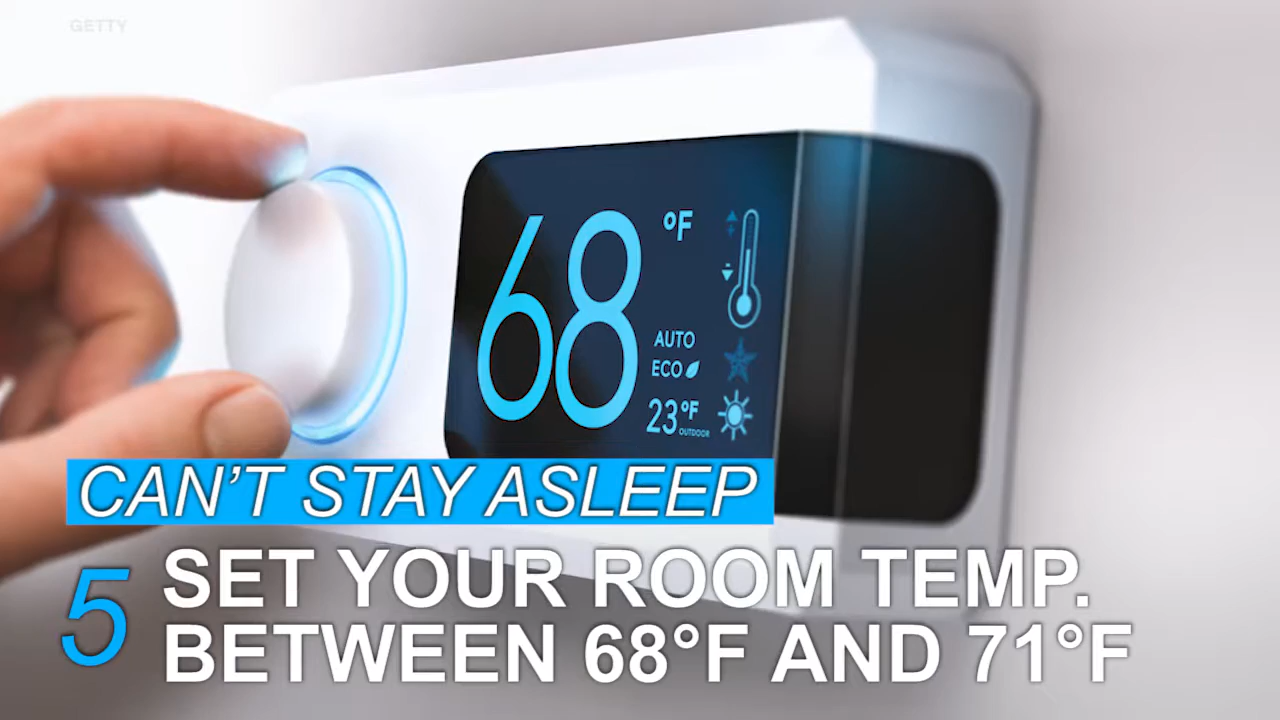 GETTY
68 °F
AUTO
ECO
23°F
OUTDOOR
CAN'T STAY ASLEEP
5 SET YOUR ROOM TEMP.
BETWEEN 68°F AND 71°F